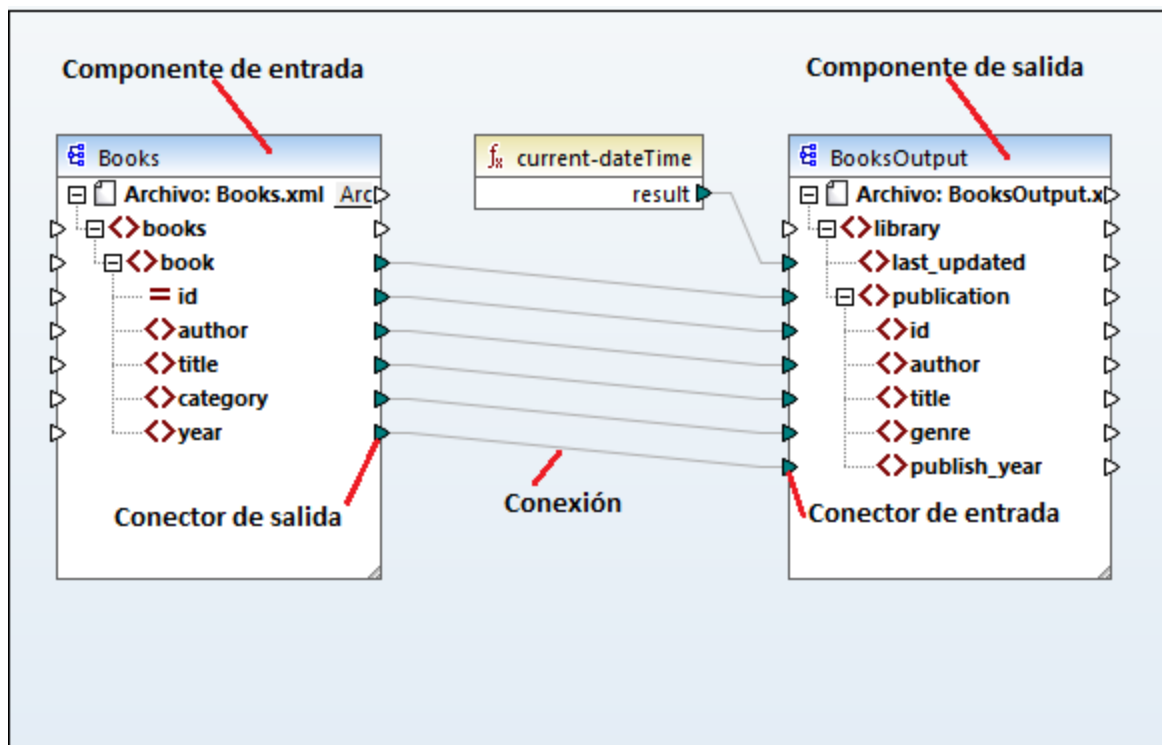 Componente de entrada
Componente de salida
Books
Archivo: Books.xml Arc
books
book
= id
author
title
category
year
fx current-dateTime
result
BooksOutput
Archivo: BooksOutput.x
library
last_updated
publication
id
author
title
genre
publish_year
Conector de salida
Conexión
Conector de entrada